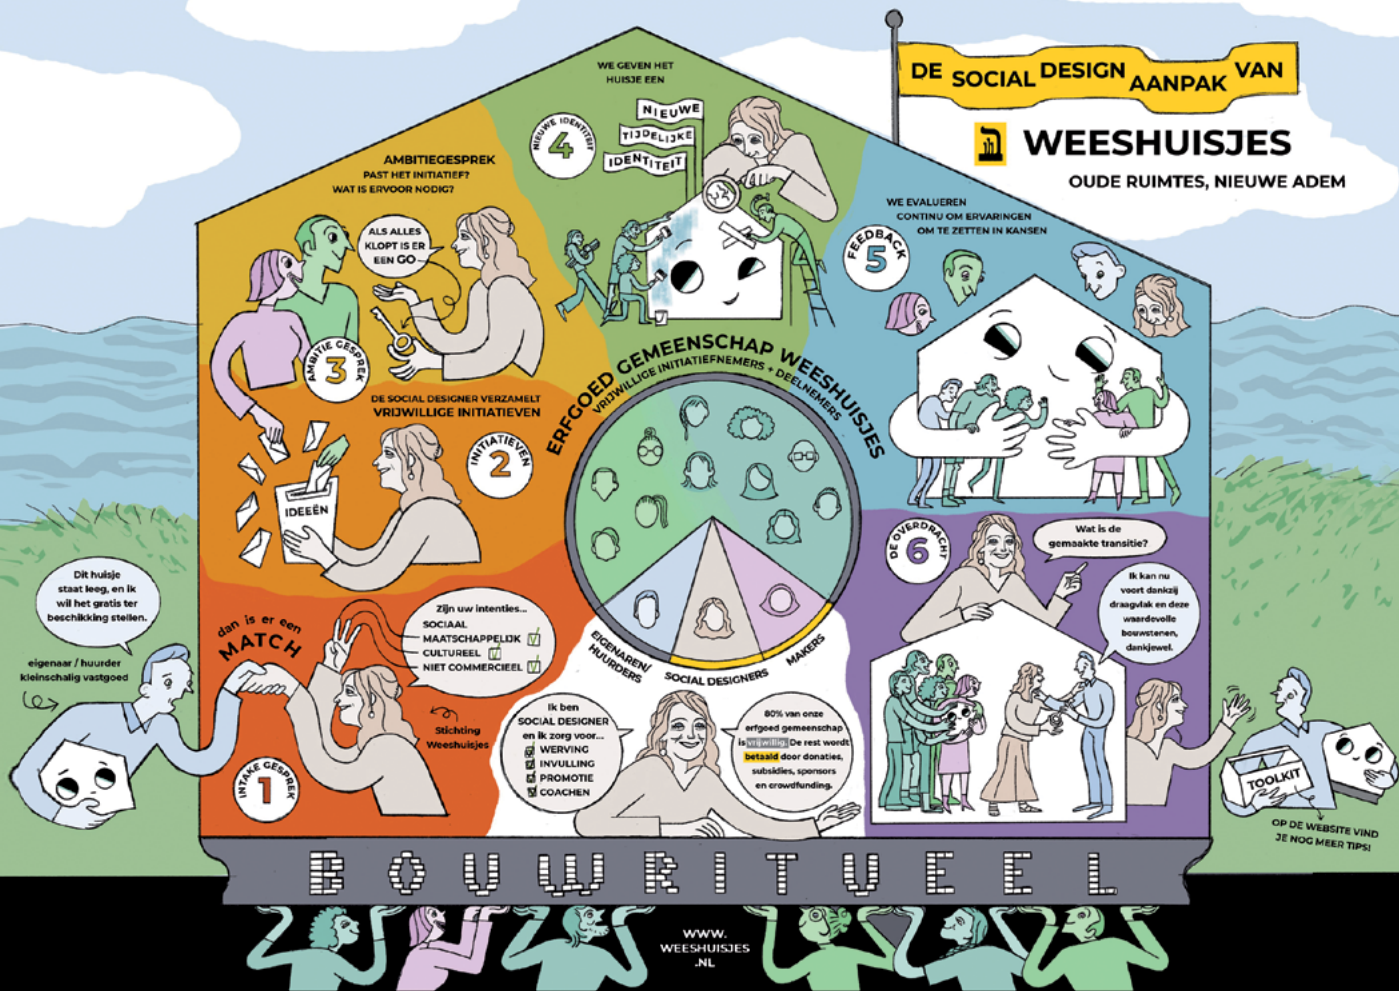 DE SOCIAL DESIGN AANPAK VAN
WEESHUISJES
OUDE RUIMTES, NIEUWE ADEM
WE GEVEN HET
HUISJE EEN
NIEUWE
TIJDELIJKE
IDENTITEIT
NIEUWE IDENTITEIT
4
AMBITIEGESPREK
PAST HET INITIATIEF?
WAT IS ERVOOR NODIG?
ALS ALLES
KLOPT IS ER
EEN GO
AMBITIE GESPREK
3
WE EVALUEREN
CONTINU OM ERVARINGEN
OM TE ZETTEN IN KANSEN
FEEDBACK
5
DE SOCIAL DESIGNER VERZAMELT
VRIJWILLIGE INITIATIEVEN
INITIATIEVEN
2
IDEEËN
ERFGOED GEMEENSCHAP WEESHUISJES
VRIJWILLIGE INITIATIEFNEMERS + DEELNEMERS
EIGENAREN/
HUURDERS
SOCIAL DESIGNERS
MAKERS
DE OVERDRACHT
6
Wat is de
gemaakte transitie?
Ik kan nu
voort dankzij
draagvlak en deze
waardevolle
bouwstenen,
dankjewel.
Dit huisje
staat leeg, en ik
wil het gratis ter
beschikking stellen.
eigenaar / huurder
kleinschalig vastgoed
dan is er een
MATCH
Zijn uw intenties...
SOCIAAL
MAATSCHAPPELIJK
CULTUREEL
NIET COMMERCIEEL
Stichting
Weeshuisjes
INTAKE GESPREK
1
Ik ben
SOCIAL DESIGNER
en ik zorg voor...
WERVING
INVULLING
PROMOTIE
COACHEN
80% van onze
erfgoed gemeenschap
is vrijwillig. De rest wordt
betaald door donaties,
subsidies, sponsors
en crowdfunding.
TOOLKIT
OP DE WEBSITE VIND
JE NOG MEER TIPS!
BOUWRITUEEL
WWW.
WEESHUISJES
.NL